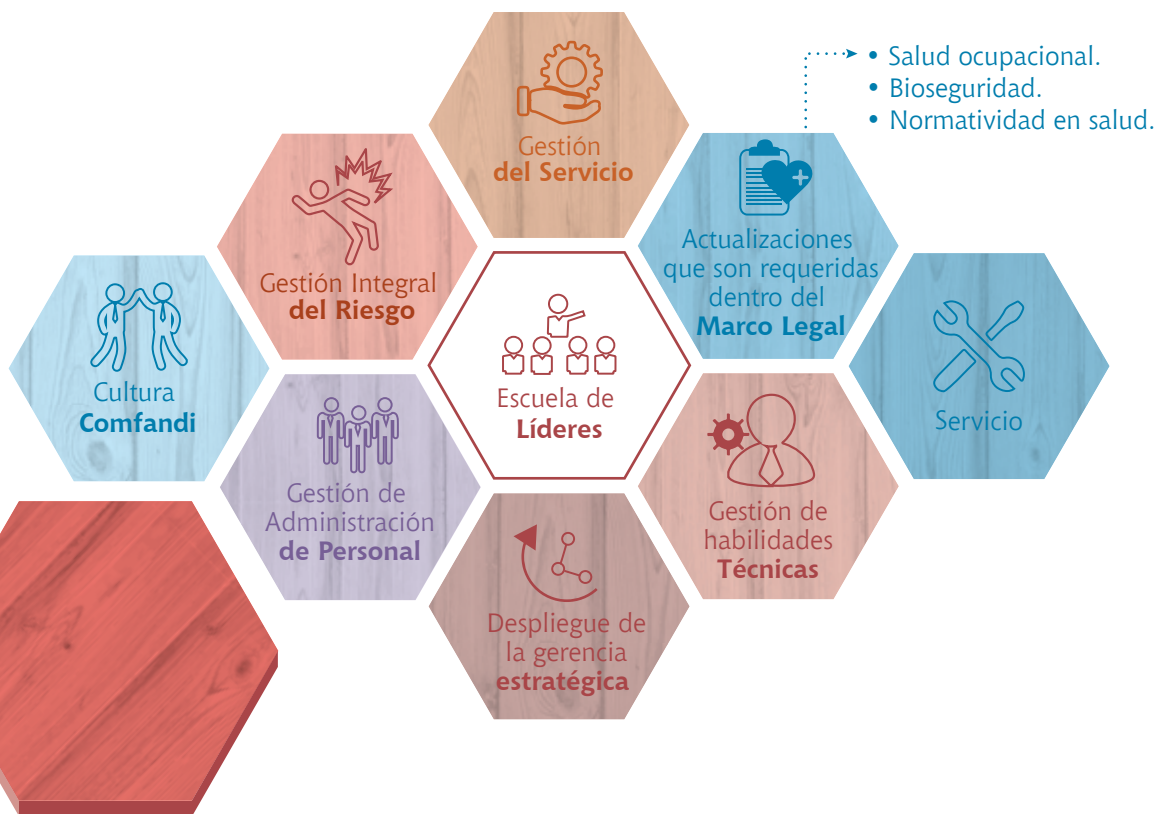 • Salud ocupacional.
• Bioseguridad.
• Normatividad en salud.
Gestión
del Servicio
Gestión Integral
del Riesgo
Actualizaciones
que son requeridas
dentro del
Marco Legal
Cultura
Comfandi
Escuela de
Líderes
Servicio
Gestión de
Administración
de Personal
Gestión de
habilidades
Técnicas
Despliegue de
la gerencia
estratégica